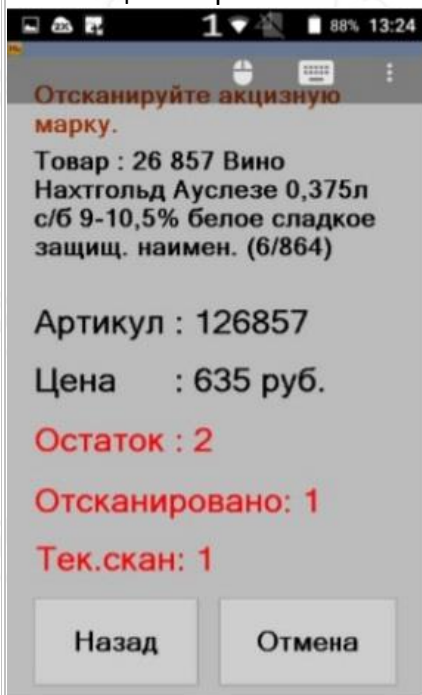 1 88% 13:24
Отсканируйте акцизную
марку.
Товар : 26 857 Вино
Нахтгольд Ауслезе 0,375л
с/б 9-10,5% белое сладкое
защищ. наимен. (6/864)
Артикул : 126857
Цена : 635 руб.
Остаток : 2
Отсканировано: 1
Тек.скан: 1
Назад Отмена